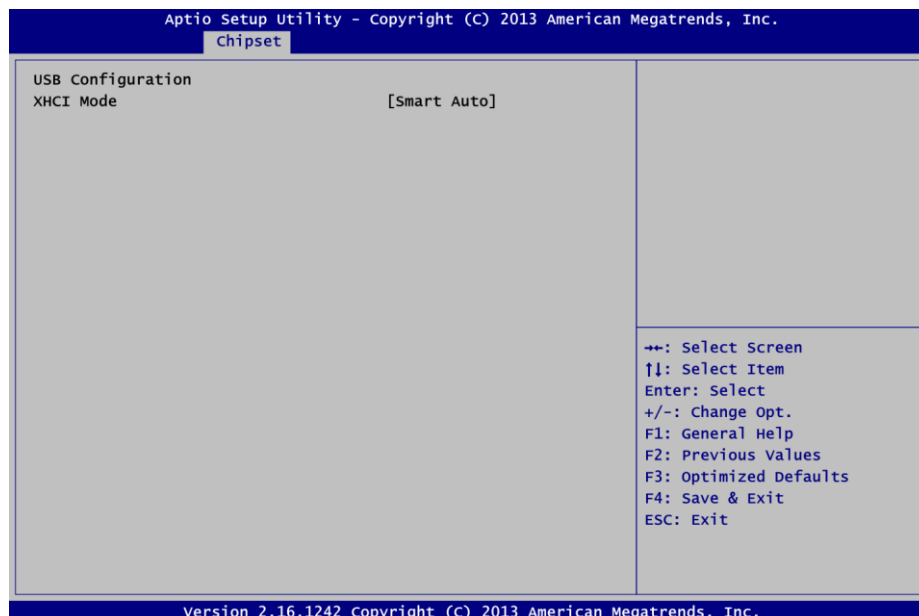 Aptio Setup Utility – Copyright (C) 2013 American Megatrends, Inc.
Chipset
USB Configuration
XHCI Mode [Smart Auto]
→←: Select Screen
↑↓: Select Item
Enter: Select
+/-: Change Opt.
F1: General Help
F2: Previous Values
F3: Optimized Defaults
F4: Save & Exit
ESC: Exit
Version 2.16.1242 Copyright (C) 2013 American Megatrends, Inc.